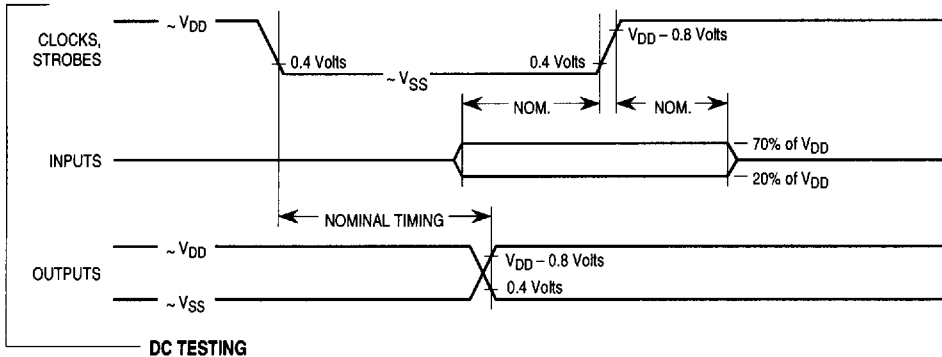 ~ VDD
CLOCKS,
STROBES
VDD – 0.8 Volts
0.4 Volts
0.4 Volts
~ VSS
NOM.
NOM.
70% of VDD
INPUTS
20% of VDD
NOMINAL TIMING
~ VDD
VDD – 0.8 Volts
OUTPUTS
0.4 Volts
~ VSS
DC TESTING